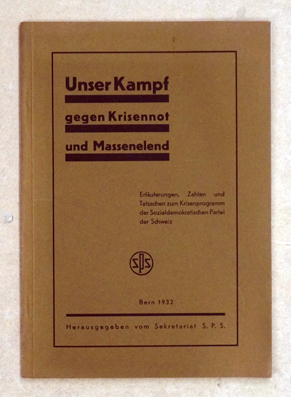 Unser Kampf
gegen Krisennot
und Massenelend
Erläuterungen, Zahlen und
Tatsachen zum Krisenprogramm
der Sozialdemokratischen Partei
der Schweiz
SPS
Bern 1932
Herausgegeben vom Sekretariat S. P. S.